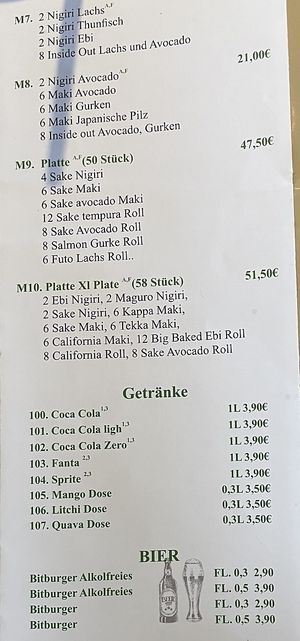 M7. 2 Nigiri Lachs A,F
2 Nigiri Thunfisch
2 Nigiri Ebi
8 Inside Out Lachs und Avocado
21,00€
M8. 2 Nigiri Avocado A,F
6 Maki Avocado
6 Maki Gurken
6 Maki Japanische Pilz
8 Inside out Avocado, Gurken
47,50€
M9. Platte A,F (50 Stück)
4 Sake Nigiri
6 Sake Maki
6 Sake avocado Maki
12 Sake tempura Roll
8 Sake Avocado Roll
8 Salmon Gurke Roll
6 Futo Lachs Roll..
51,50€
M10. Platte Xl Plate A,F (58 Stück)
2 Ebi Nigiri, 2 Maguro Nigiri,
2 Sake Nigiri, 6 Kappa Maki,
6 Sake Maki, 6 Tekka Maki,
6 California Maki, 12 Big Baked Ebi Roll
8 California Roll, 8 Sake Avocado Roll
Getränke
100. Coca Cola 1,3 1L 3,90€
101. Coca Cola ligh 1,3 1L 3,90€
102. Coca Cola Zero 1,3 1L 3,90€
103. Fanta 2,3 1L 3,90€
104. Sprite 2,3 1L 3,90€
105. Mango Dose 0,3L 3,50€
106. Litchi Dose 0,3L 3,50€
107. Quava Dose 0,3L 3,50€
BIER
Bitburger Alkolfreies FL. 0,3 2,90
Bitburger Alkolfreies FL. 0,5 3,90
Bitburger FL. 0,3 2,90
Bitburger FL. 0,5 3,90